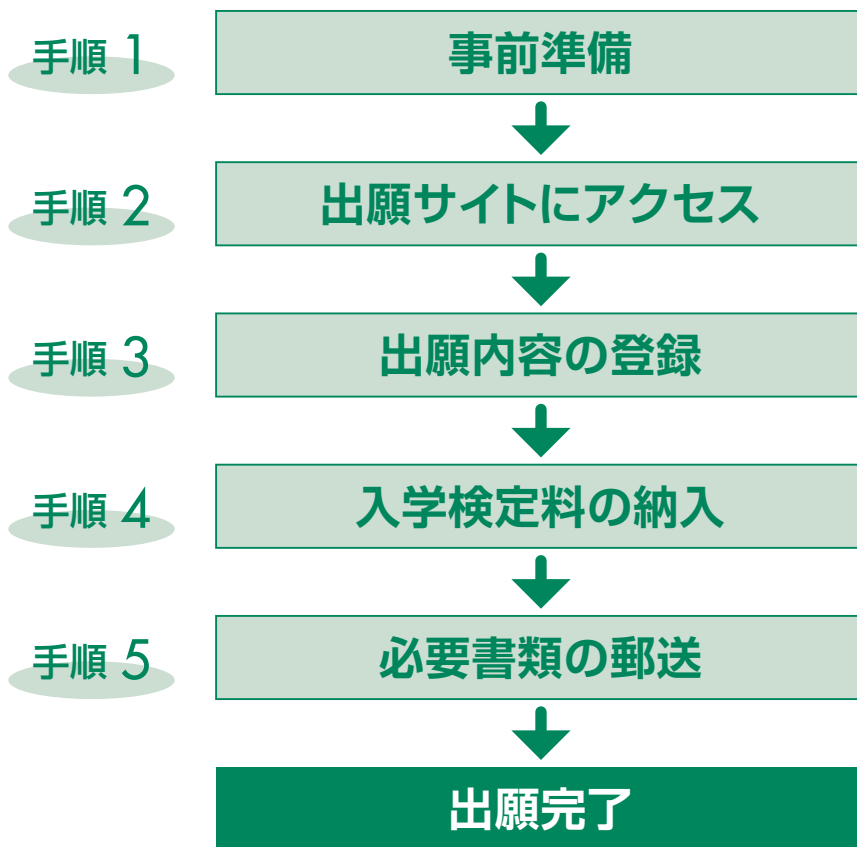 手順 1
事前準備
手順 2
出願サイトにアクセス
手順 3
出願内容の登録
手順 4
入学検定料の納入
手順 5
必要書類の郵送
出願完了